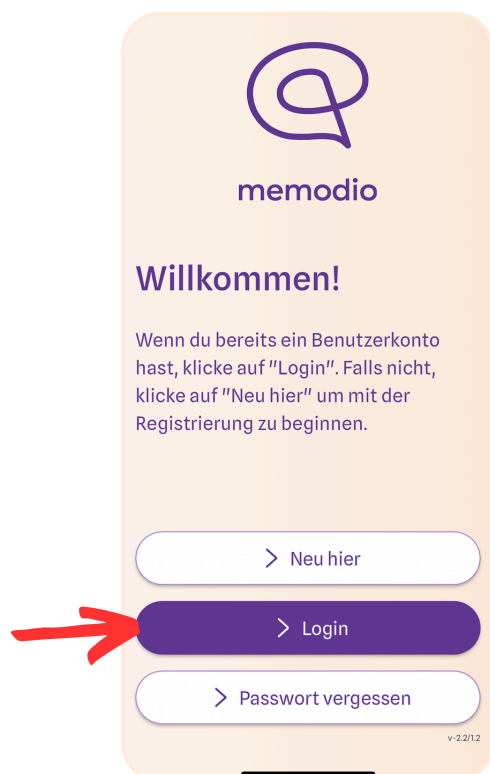 memodio
Willkommen!
Wenn du bereits ein Benutzerkonto
hast, klicke auf "Login". Falls nicht,
klicke auf "Neu hier" um mit der
Registrierung zu beginnen.
Neu hier
Login
Passwort vergessen
v-2.2/1.2